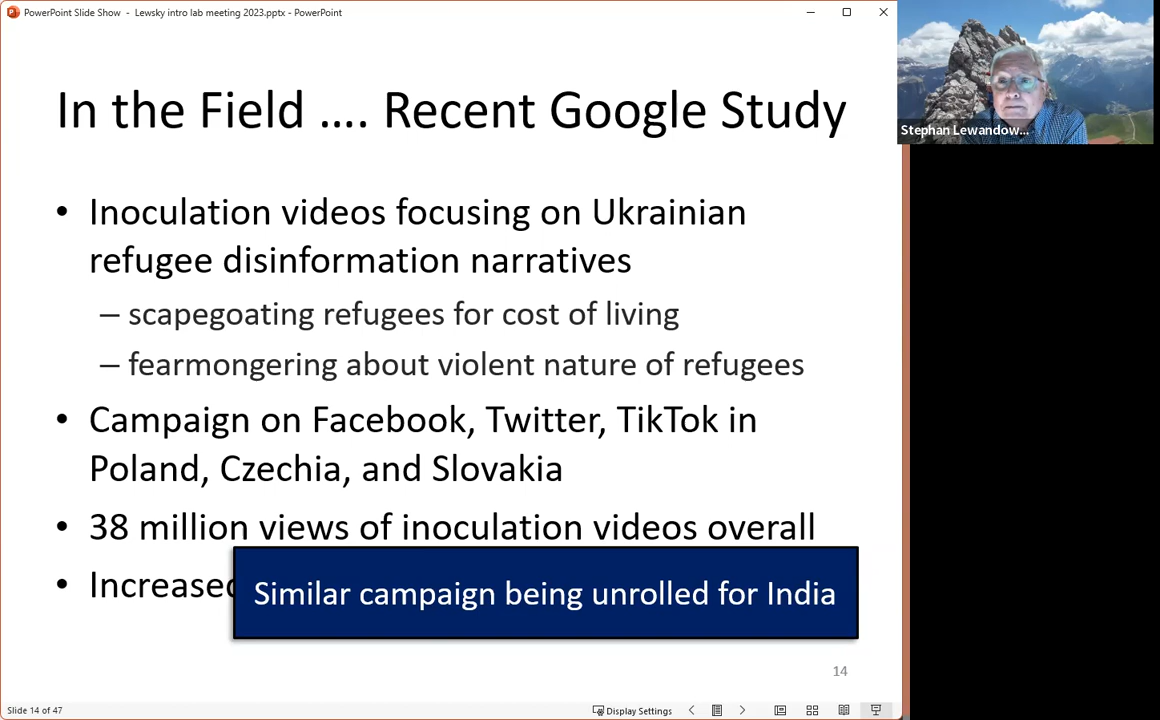 PowerPoint Slide Show - Lewsky intro lab meeting 2023.pptx - PowerPoint
Stephan Lewandow...
In the Field .... Recent Google Study
• Inoculation videos focusing on Ukrainian
refugee disinformation narratives
– scapegoating refugees for cost of living
– fearmongering about violent nature of refugees
• Campaign on Facebook, Twitter, TikTok in
Poland, Czechia, and Slovakia
• 38 million views of inoculation videos overall
• Increased
Similar campaign being unrolled for India
14
Slide 14 of 47
Display Settings